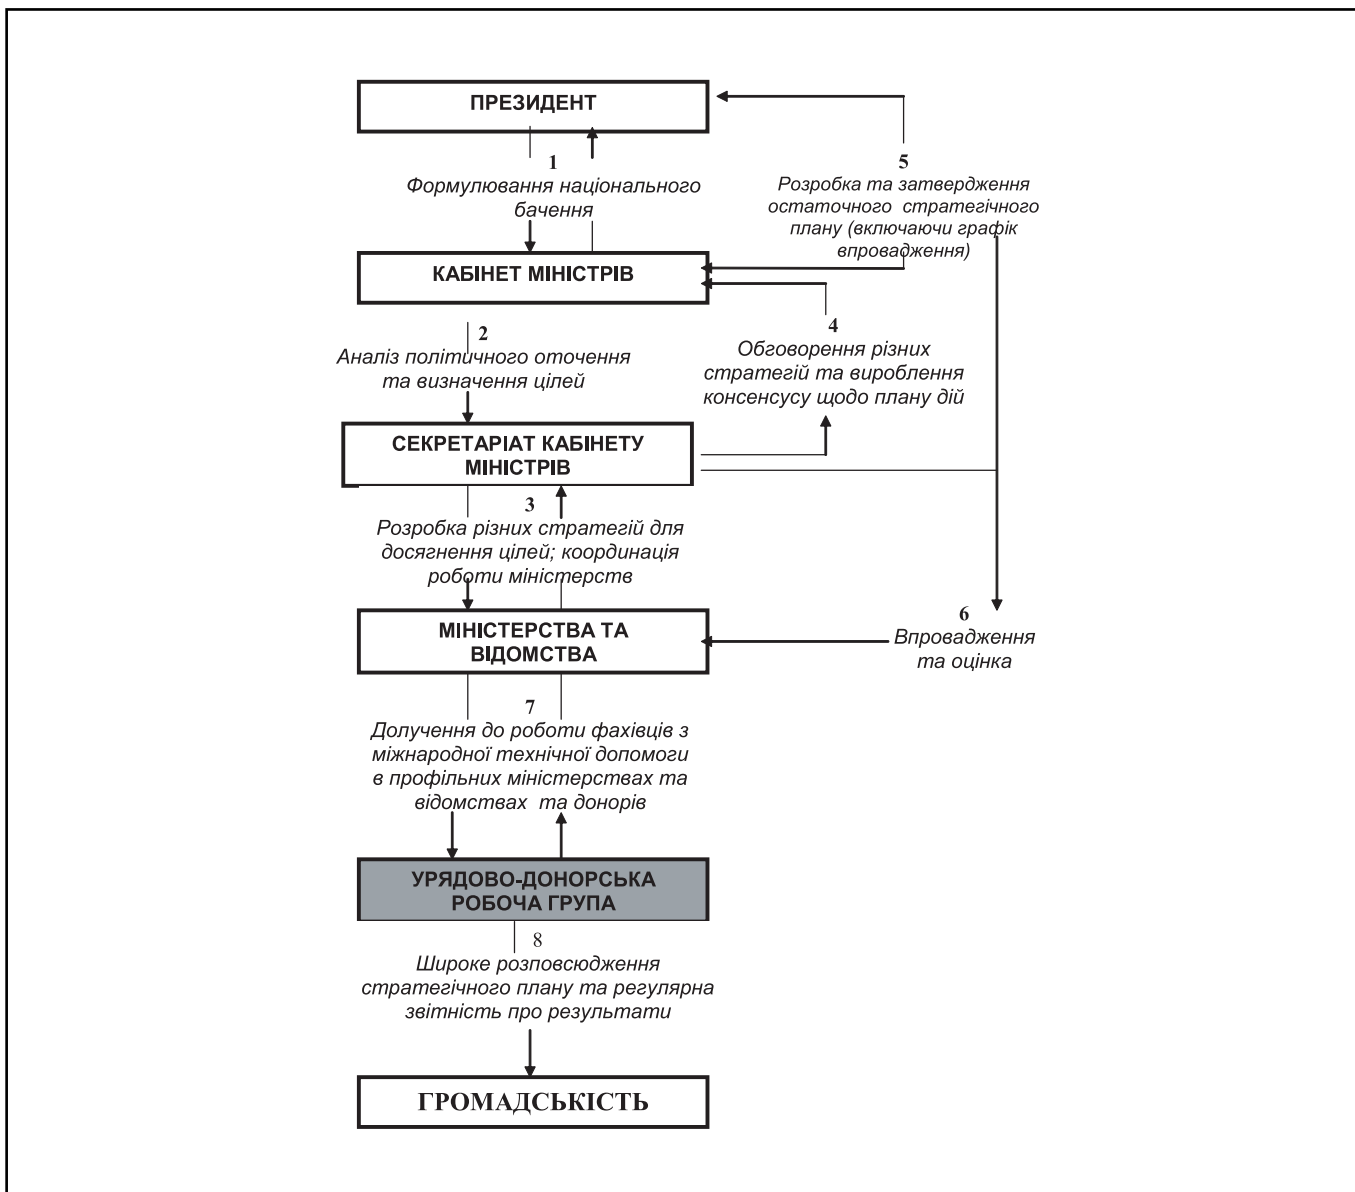 ПРЕЗИДЕНТ
1
Формулювання національного
бачення
5
Розробка та затвердження
остаточного стратегічного
плану (включаючи графік
впровадження)
КАБІНЕТ МІНІСТРІВ
2
Аналіз політичного оточення
та визначення цілей
4
Обговорення різних
стратегій та вироблення
консенсусу щодо плану дій
СЕКРЕТАРІАТ КАБІНЕТУ
МІНІСТРІВ
3
Розробка різних стратегій для
досягнення цілей; координація
роботи міністерств
МІНІСТЕРСТВА ТА
ВІДОМСТВА
6
Впровадження
та оцінка
7
Долучення до роботи фахівців з
міжнародної технічної допомоги
в профільних міністерствах та
відомствах та донорів
УРЯДОВО-ДОНОРСЬКА
РОБОЧА ГРУПА
8
Широке розповсюдження
стратегічного плану та регулярна
звітність про результати
ГРОМАДСЬКІСТЬ